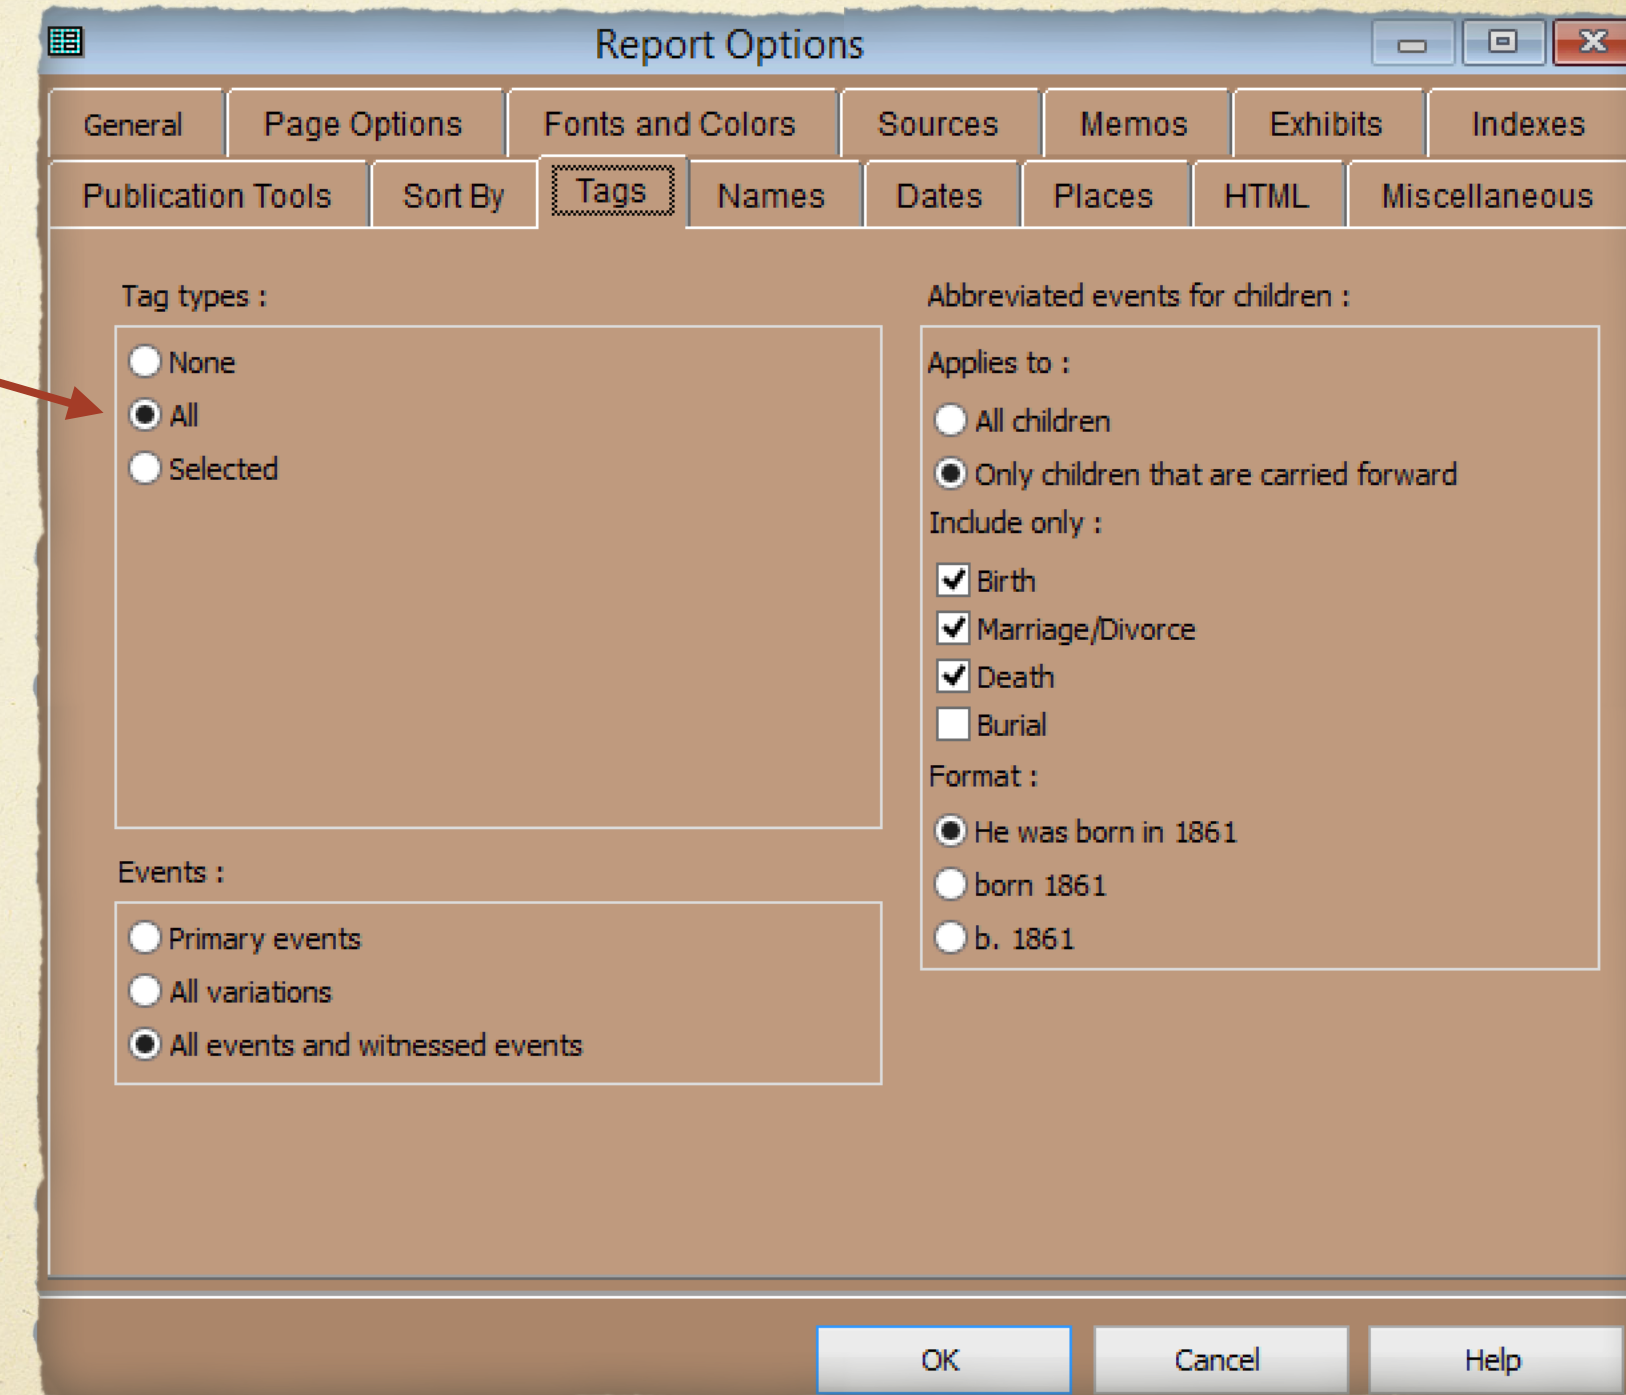 Report Options
General Page Options Fonts and Colors Sources Memos Exhibits Indexes
Publication Tools Sort By Tags Names Dates Places HTML Miscellaneous
Tag types :
None
All
Selected
Events :
Primary events
All variations
All events and witnessed events
Abbreviated events for children :
Applies to :
All children
Only children that are carried forward
Include only :
Birth
Marriage/Divorce
Death
Burial
Format :
He was born in 1861
born 1861
b. 1861
OK Cancel Help